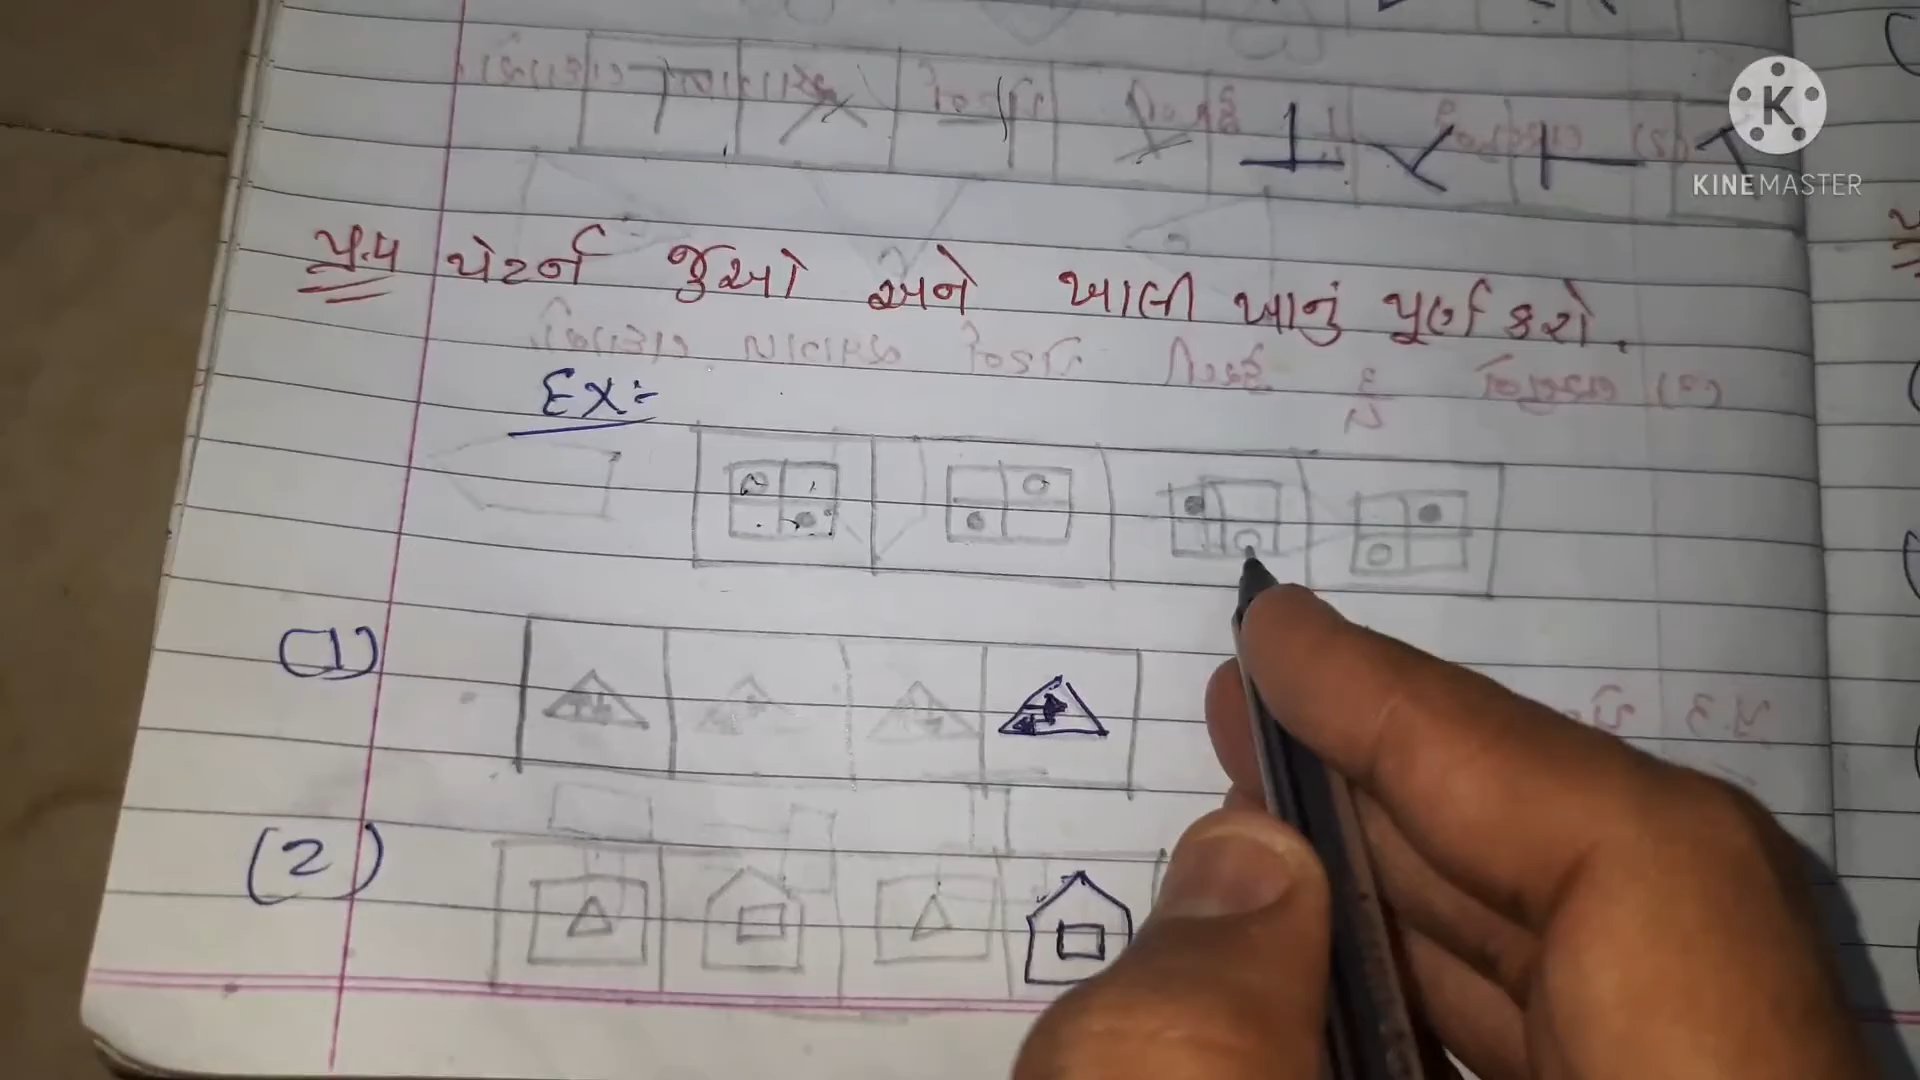 KINEMASTER
પ્ર.૫ પેટર્ન જુઓ અને ખાલી ખાનું પૂર્ણ કરો.
Ex:-
(1)
(2)